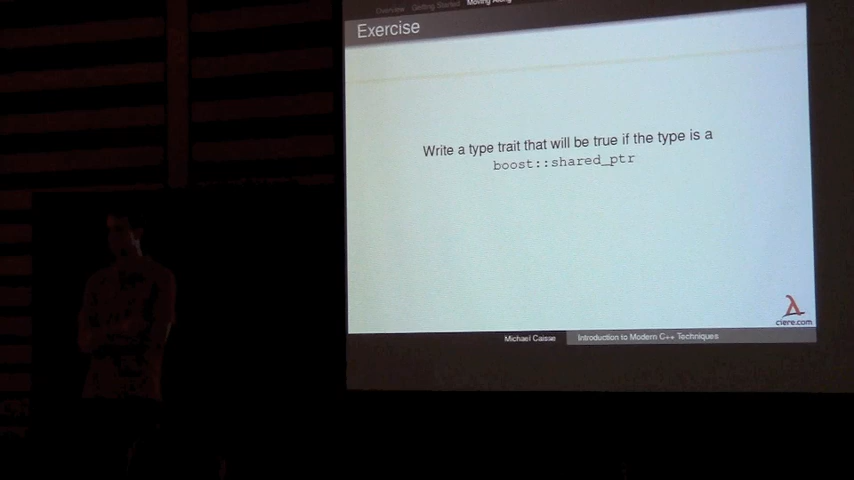 Overview Getting Started Moving Along
Exercise
Write a type trait that will be true if the type is a
boost::shared_ptr
ciere.com
Michael Caisse Introduction to Modern C++ Techniques